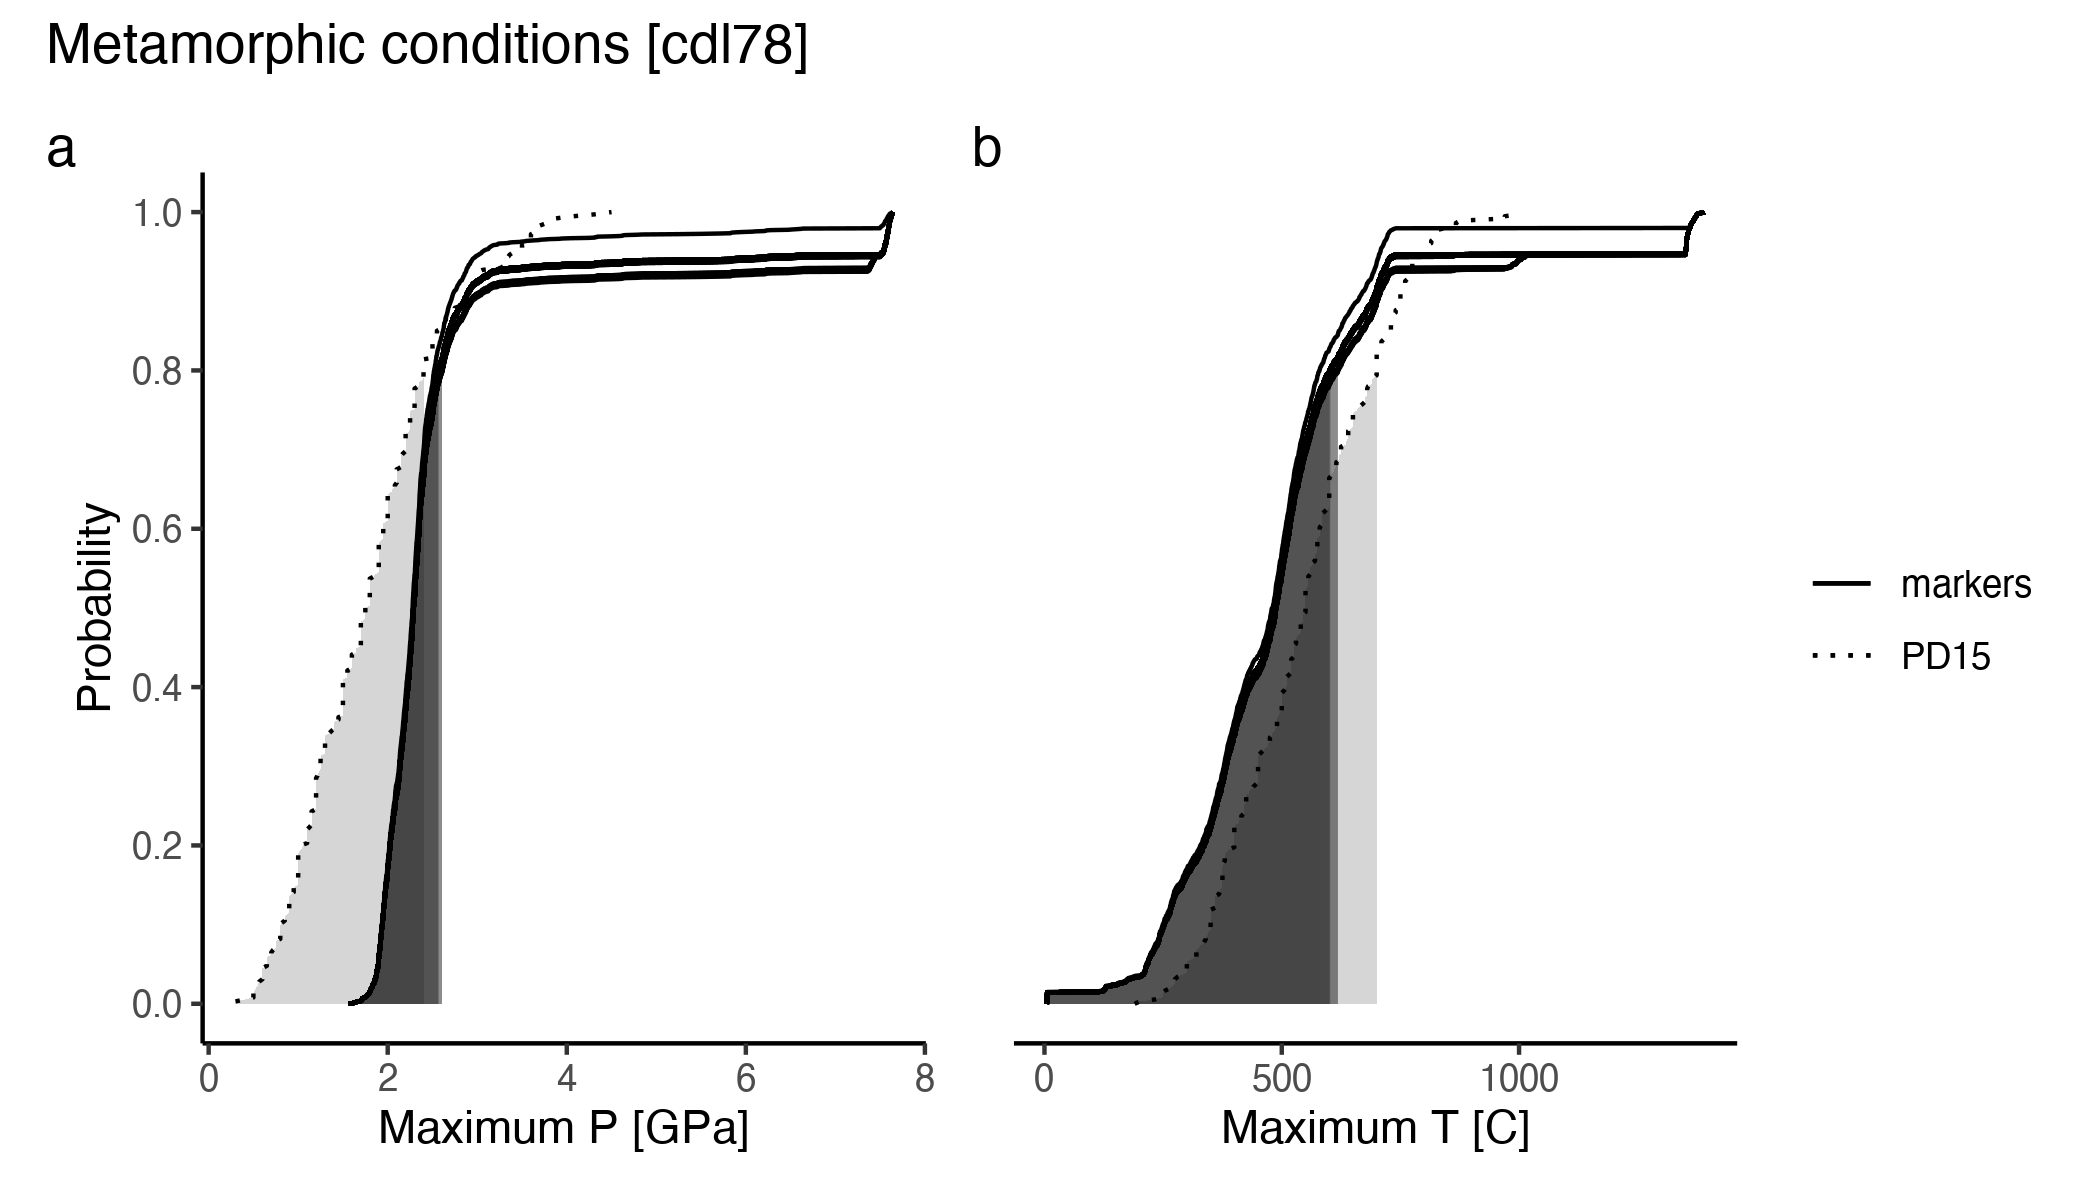 Metamorphic conditions [cdl78]
a
b
Probability
1.0
0.8
0.6
0.4
0.2
0.0
0 2 4 6 8
Maximum P [GPa]
0 500 1000
Maximum T [C]
markers
PD15